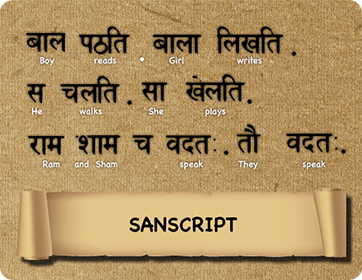 बाल पठति • बाला लिखति .
Boy reads Girl writes
स चलति . सा खेलति .
He walks She plays
राम शाम च वदतः . तौ वदतः .
Ram and Sham speak They speak
SANSCRIPT